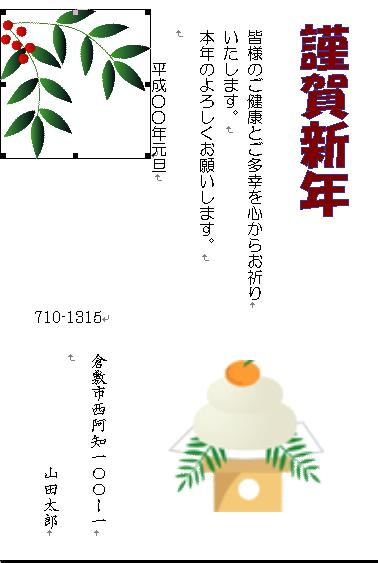 謹賀新年
皆様のご健康とご多幸を心からお祈り
いたします。
本年のよろしくお願いします。
平成〇〇年元旦
710-1315
倉敷市西阿知一〇〇ー一
山田太郎